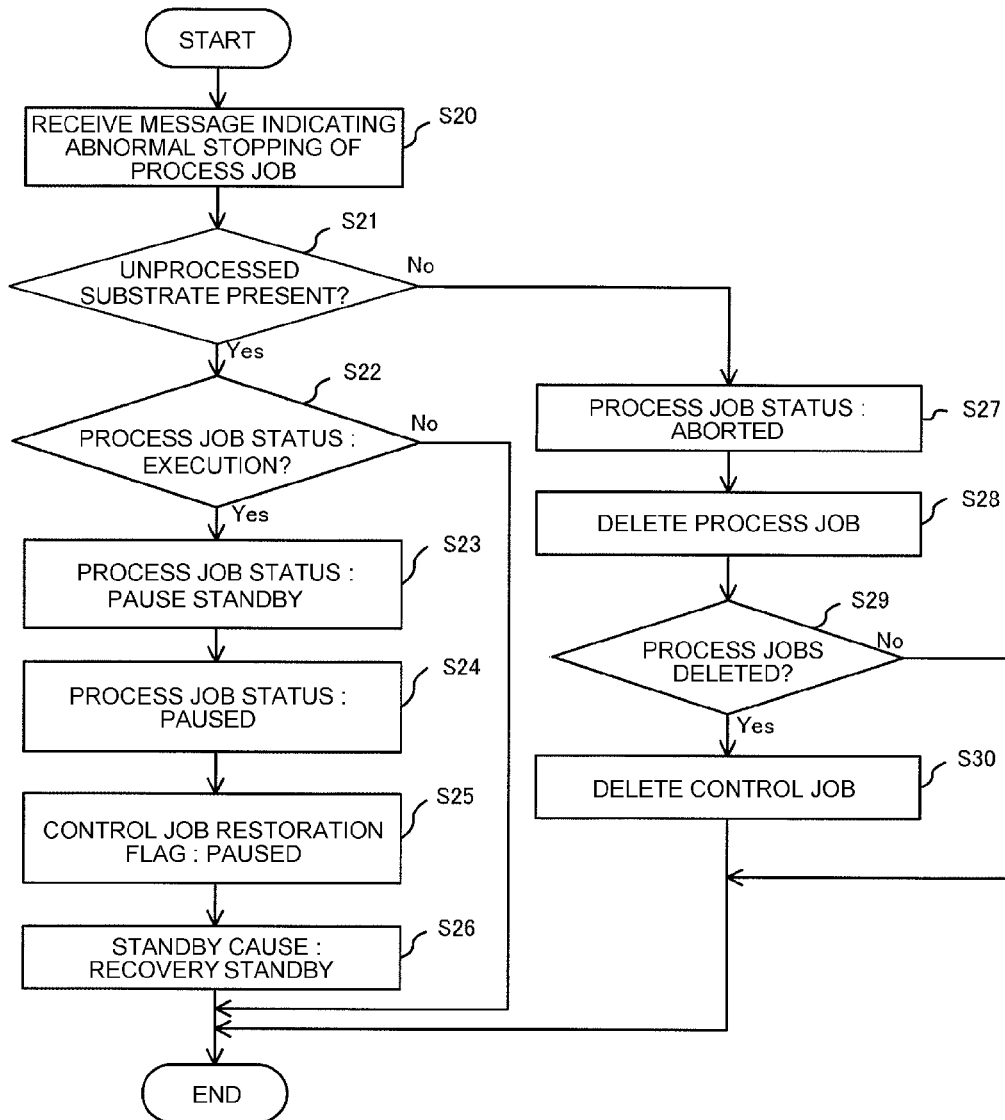 START
RECEIVE MESSAGE INDICATING
ABNORMAL STOPPING OF
PROCESS JOB
S20
UNPROCESSED
SUBSTRATE PRESENT?
S21
No
Yes
PROCESS JOB STATUS :
EXECUTION?
S22
No
Yes
PROCESS JOB STATUS :
PAUSE STANDBY
S23
PROCESS JOB STATUS :
PAUSED
S24
CONTROL JOB RESTORATION
FLAG : PAUSED
S25
STANDBY CAUSE :
RECOVERY STANDBY
S26
PROCESS JOB STATUS :
ABORTED
S27
DELETE PROCESS JOB
S28
PROCESS JOBS
DELETED?
S29
No
Yes
DELETE CONTROL JOB
S30
END